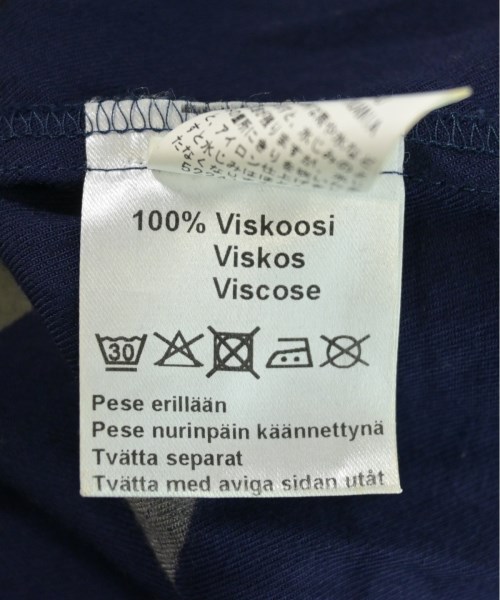 100% Viskoosi
Viskos
Viscose
30
Pese erillään
Pese nurinpäin käännettynä
Tvätta separat
Tvätta med aviga sidan utåt